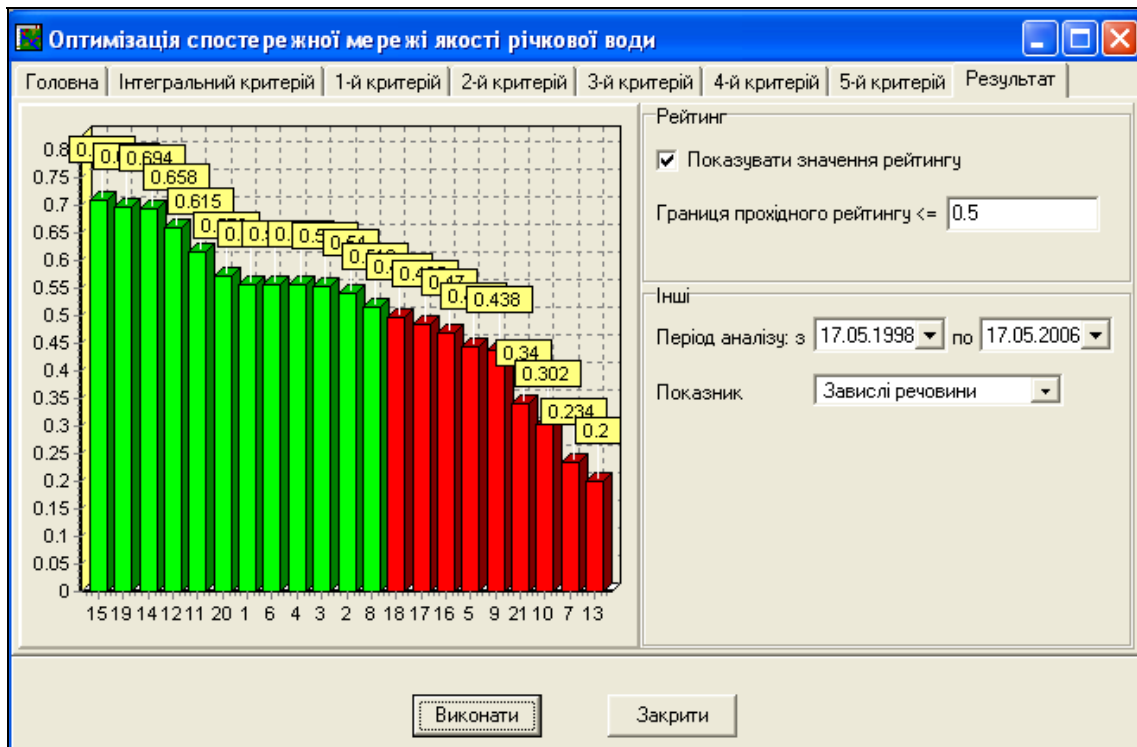 Оптимізація спостережної мережі якості річкової води
Головна Інтегральний критерій 1-й критерій 2-й критерій 3-й критерій 4-й критерій 5-й критерій Результат
0.8
0.75
0.7
0.65
0.6
0.55
0.5
0.45
0.4
0.35
0.3
0.25
0.2
0.15
0.1
0.05
0
0.694
0.658
0.615
0.47
0.438
0.34
0.302
0.234
0.2
15 19 14 12 11 20 1 6 4 3 2 8 18 17 16 5 9 21 10 7 13
Рейтинг
Показувати значення рейтингу
Границя прохідного рейтингу <= 0.5
Інші
Період аналізу: з 17.05.1998 по 17.05.2006
Показник Завислі речовини
Виконати Закрити